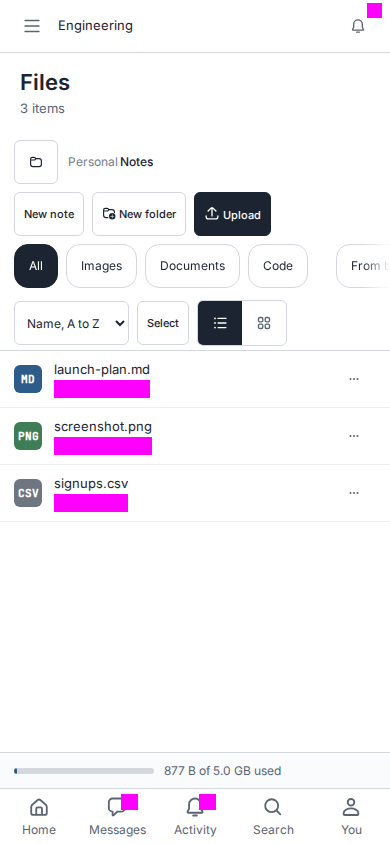 Engineering
Files
3 items
Personal Notes
New note New folder Upload
All Images Documents Code From
Name, A to Z Select
MD launch-plan.md
PNG screenshot.png
CSV signups.csv
877 B of 5.0 GB used
Home Messages Activity Search You